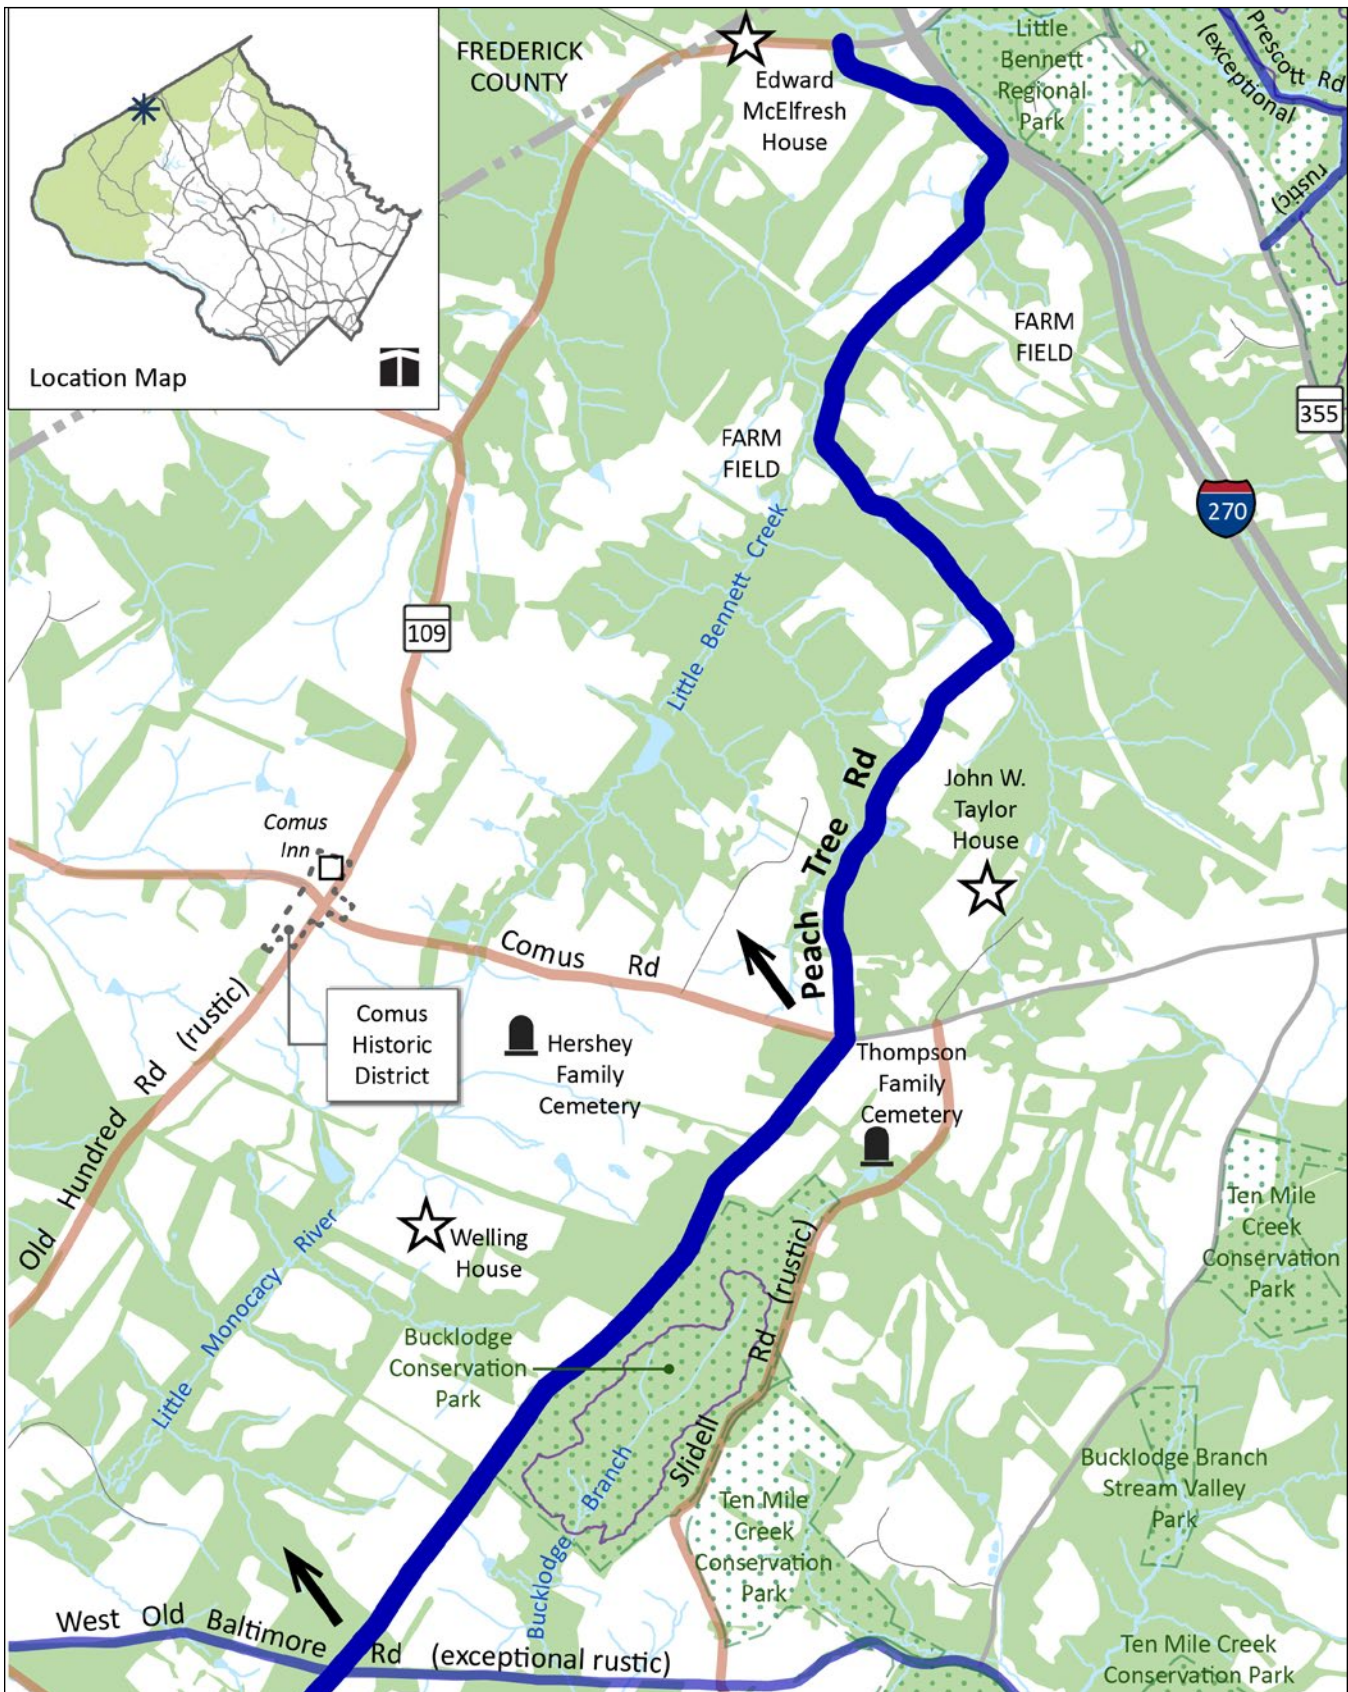 FREDERICK
COUNTY
Edward
McElfresh
House
Little
Bennett
Regional
Park
Prescott Rd
(exceptional
rustic)
Location Map
FARM
FIELD
355
FARM
FIELD
270
Little Bennett Creek
109
Peach Tree Rd
John W.
Taylor
House
Comus
Inn
Comus Rd
Old Hundred Rd (rustic)
Comus
Historic
District
Hershey
Family
Cemetery
Thompson
Family
Cemetery
Ten Mile
Creek
Conservation
Park
Welling
House
Little Monocacy River
Slidell Rd (rustic)
Bucklodge
Conservation
Park
Bucklodge Branch
Ten Mile
Creek
Conservation
Park
Bucklodge Branch
Stream Valley
Park
West Old Baltimore Rd (exceptional rustic)
Ten Mile Creek
Conservation Park